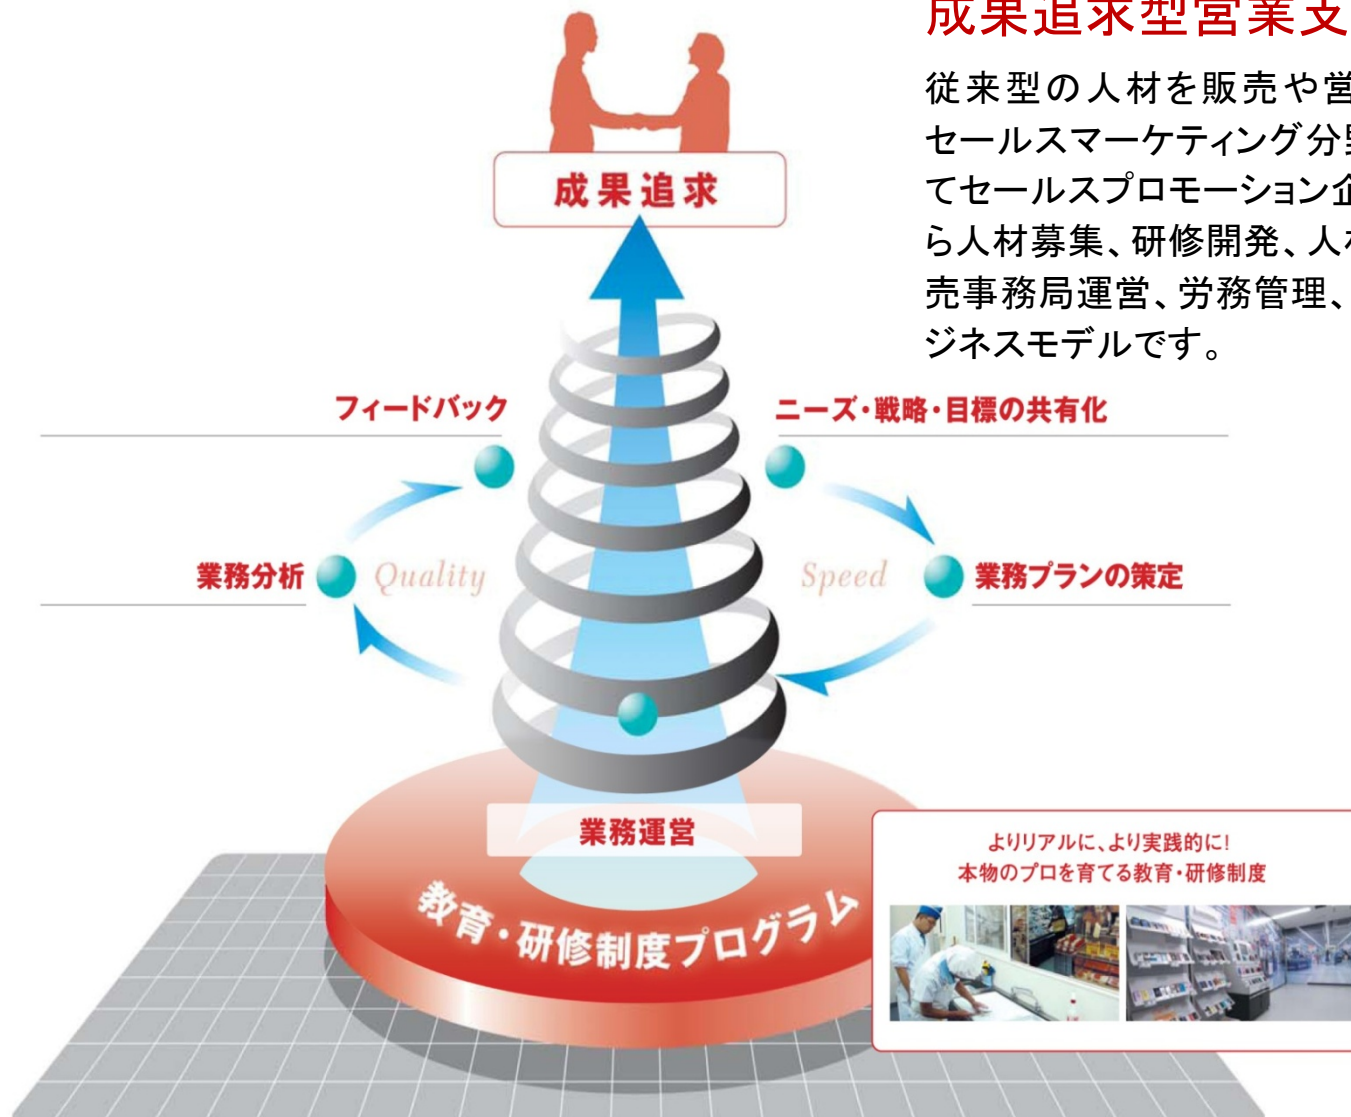 成果追求型営業支
従来型の人材を販売や営
セールスマーケティング分野
てセールスプロモーション企
ら人材募集、研修開発、人材
売事務局運営、労務管理、
ジネスモデルです。
成果追求
フィードバック
ニーズ・戦略・目標の共有化
業務分析
Quality
Speed
業務プランの策定
業務運営
教育・研修制度プログラム
よりリアルに、より実践的に!
本物のプロを育てる教育・研修制度